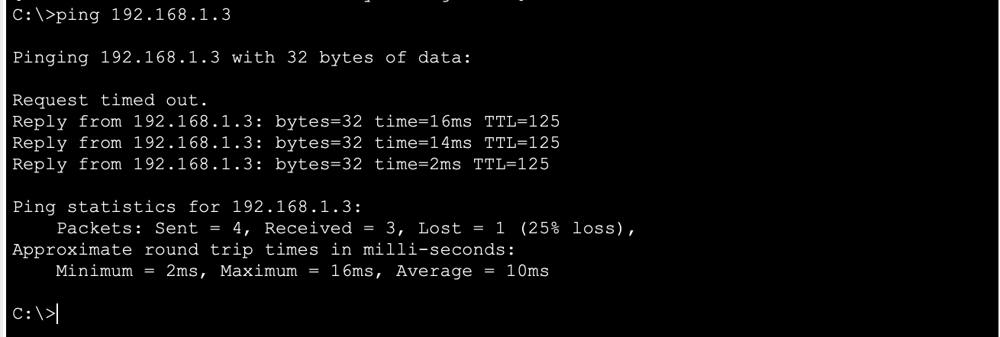 C:\>ping 192.168.1.3
Pinging 192.168.1.3 with 32 bytes of data:
Request timed out.
Reply from 192.168.1.3: bytes=32 time=16ms TTL=125
Reply from 192.168.1.3: bytes=32 time=14ms TTL=125
Reply from 192.168.1.3: bytes=32 time=2ms TTL=125
Ping statistics for 192.168.1.3:
Packets: Sent = 4, Received = 3, Lost = 1 (25% loss),
Approximate round trip times in milli-seconds:
Minimum = 2ms, Maximum = 16ms, Average = 10ms
C:\>